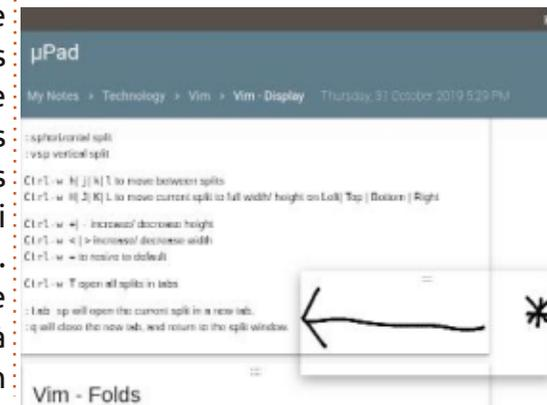 e
s
e
s
s
i
.
e
a
n
µPad
My Notes > Technology > Vim > Vim - Display Thursday, 31 October 2019 5:29 PM
:sp horizontal split
:vsp vertical split
Ctrl-w h| j| k| l to move between splits
Ctrl-w H| J| K| L to move current split to full width/ height on Left| Top | Bottom | Right
Ctrl-w +| - increase/ decrease height
Ctrl-w < | > increase/ decrease width
Ctrl-w = to resize to default
Ctrl-w T open all splits in tabs
:tab sp will open the current split in a new tab.
:q will close the new tab, and return to the split window.
Vim - Folds